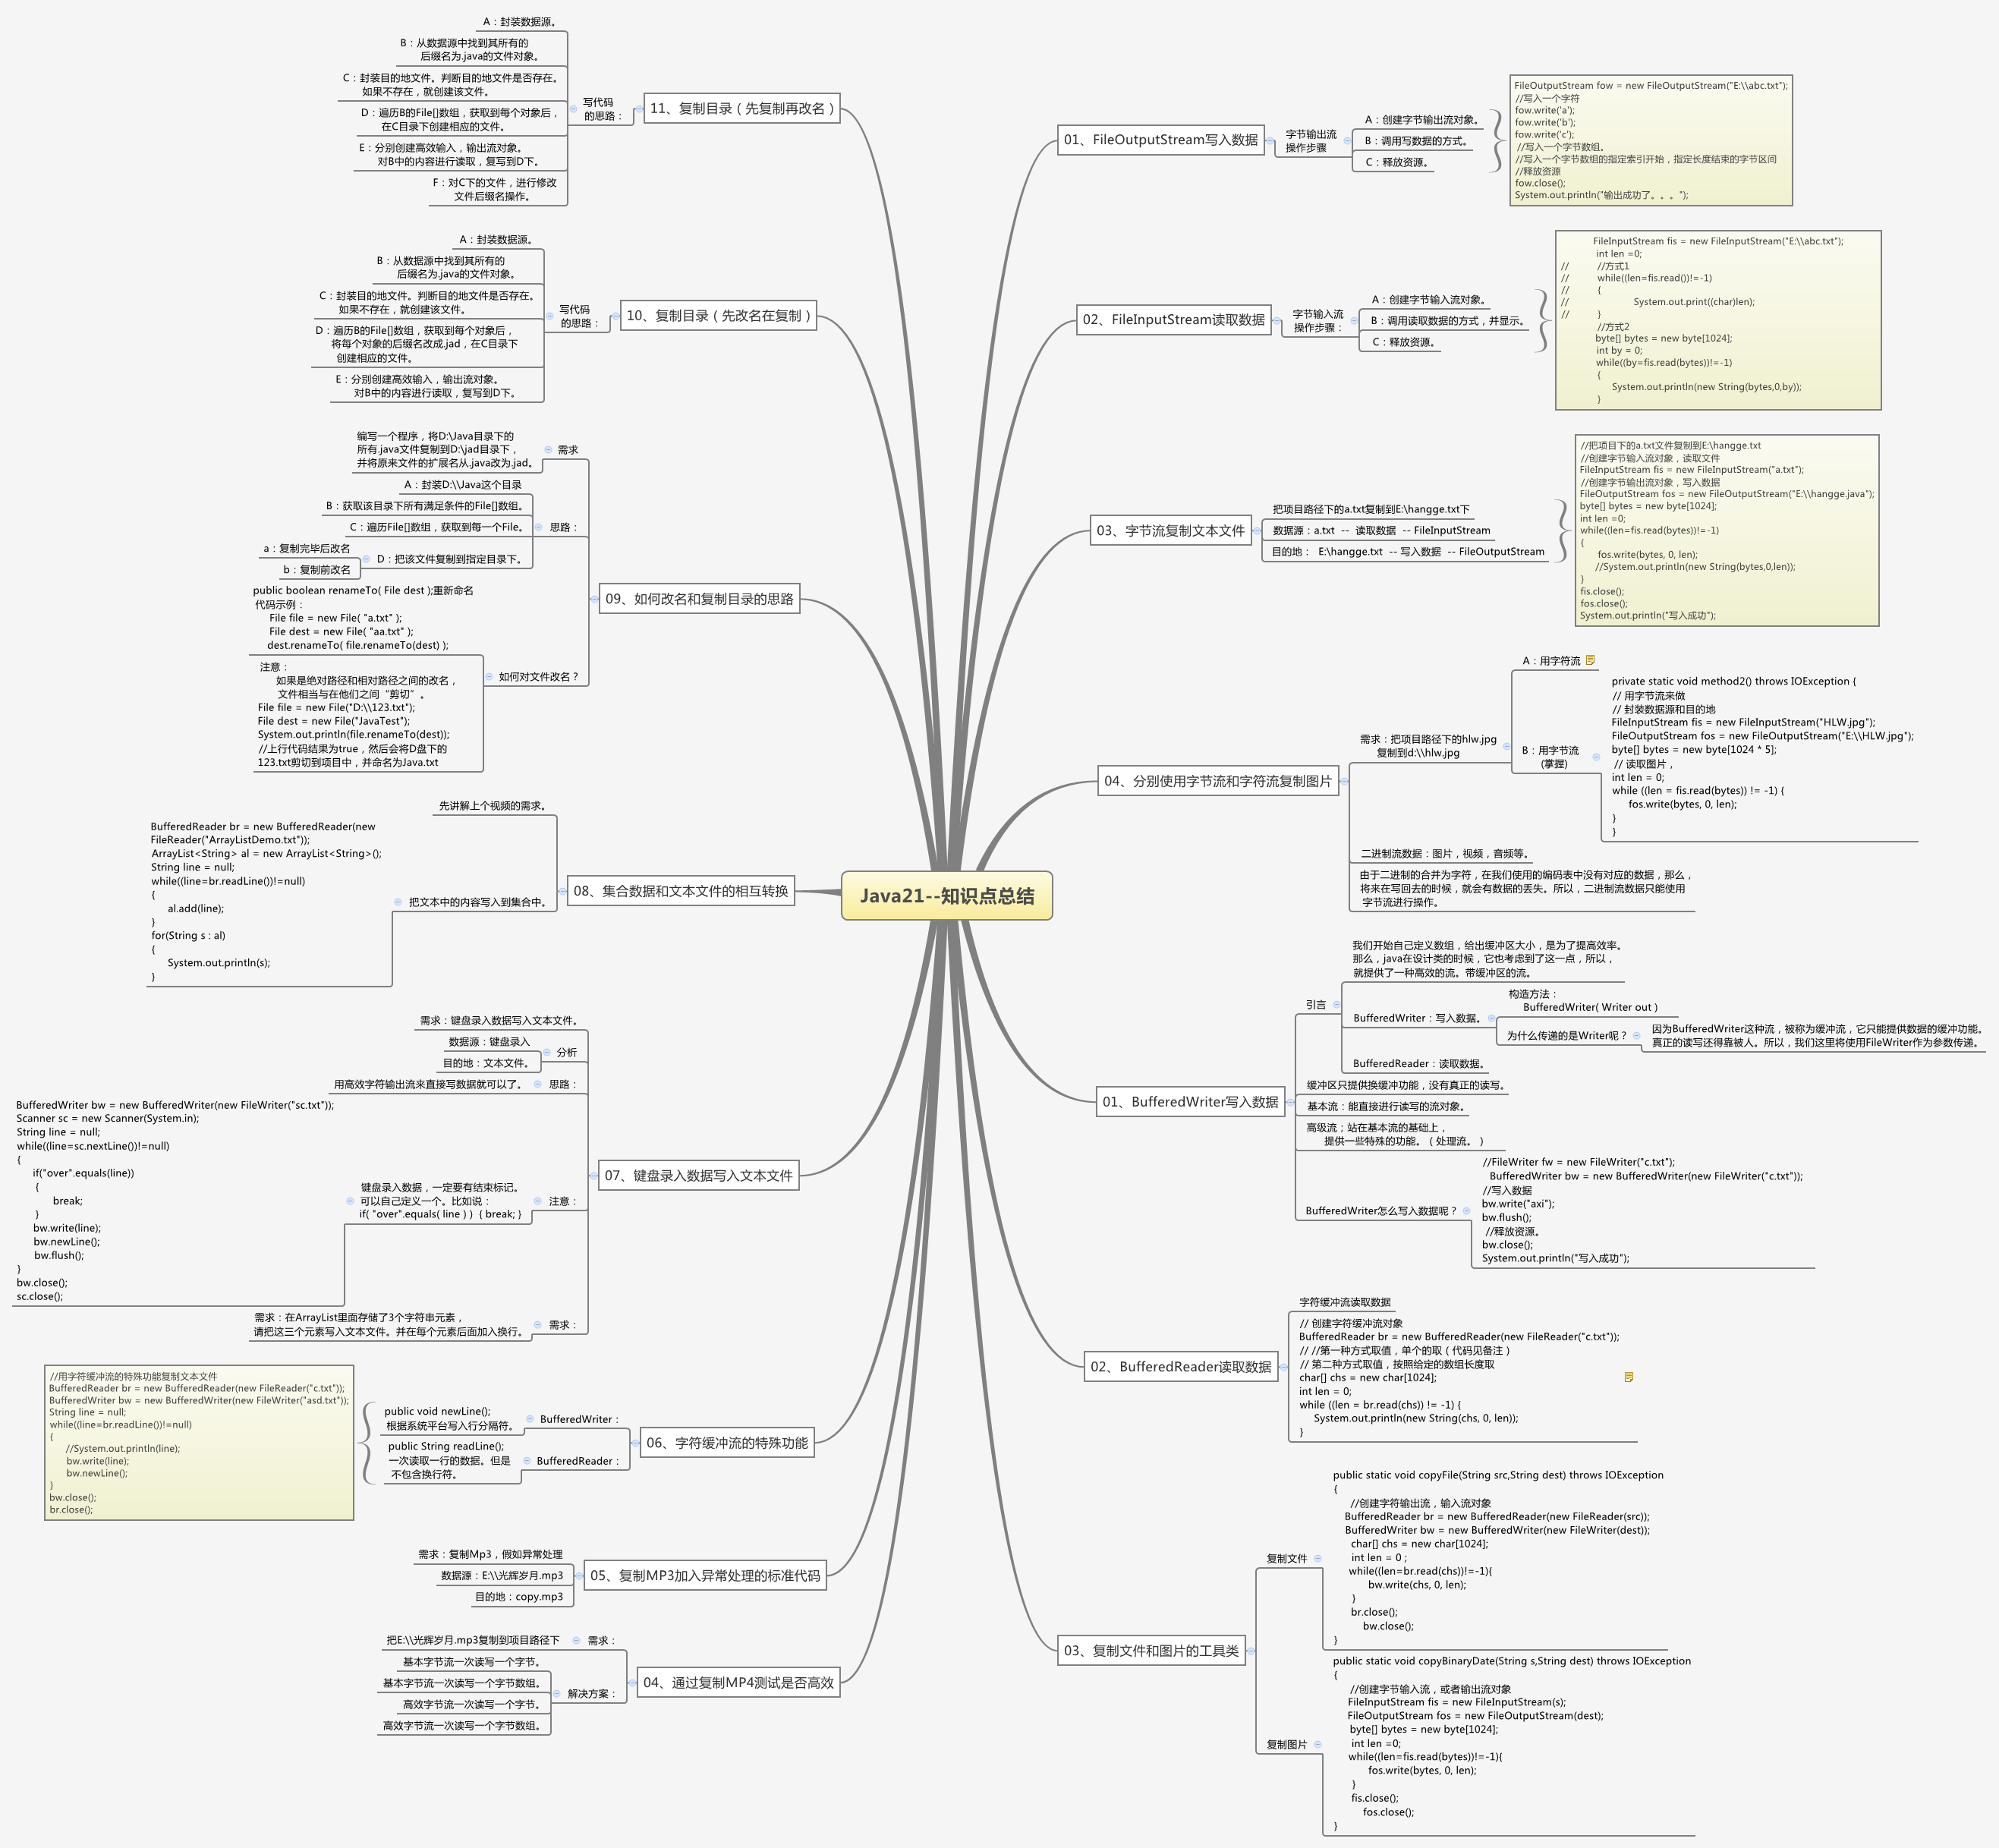 Java21--知识点总结
01、FileOutputStream写入数据
字节输出流
操作步骤
A：创建字节输出流对象。
B：调用写数据的方式。
C：释放资源。
FileOutputStream fow = new FileOutputStream("E:\\abc.txt");
//写入一个字符
fow.write('a');
fow.write('b');
fow.write('c');
//写入一个字节数组。
//写入一个字节数组的指定索引开始，指定长度结束的字节区间
//释放资源
fow.close();
System.out.println("输出成功了。。。");
02、FileInputStream读取数据
字节输入流
操作步骤：
A：创建字节输入流对象。
B：调用读取数据的方式，并显示。
C：释放资源。
FileInputStream fis = new FileInputStream("E:\\abc.txt");
int len =0;
// //方式1
// while((len=fis.read())!=-1)
// {
// System.out.print((char)len);
// }
//方式2
byte[] bytes = new byte[1024];
int by = 0;
while((by=fis.read(bytes))!=-1)
{
System.out.println(new String(bytes,0,by));
}
03、字节流复制文本文件
把项目路径下的a.txt复制到E:\hangge.txt下
数据源：a.txt -- 读取数据 -- FileInputStream
目的地： E:\hangge.txt -- 写入数据 -- FileOutputStream
//把项目下的a.txt文件复制到E:\hangge.txt
//创建字节输入流对象，读取文件
FileInputStream fis = new FileInputStream("a.txt");
//创建字节输出流对象，写入数据
FileOutputStream fos = new FileOutputStream("E:\\hangge.java");
byte[] bytes = new byte[1024];
int len =0;
while((len=fis.read(bytes))!=-1)
{
fos.write(bytes, 0, len);
//System.out.println(new String(bytes,0,len));
}
fis.close();
fos.close();
System.out.println("写入成功");
04、分别使用字节流和字符流复制图片
需求：把项目路径下的hlw.jpg
复制到d:\\hlw.jpg
A：用字符流
B：用字节流
(掌握)
private static void method2() throws IOException {
// 用字节流来做
// 封装数据源和目的地
FileInputStream fis = new FileInputStream("HLW.jpg");
FileOutputStream fos = new FileOutputStream("E:\\HLW.jpg");
byte[] bytes = new byte[1024 * 5];
// 读取图片，
int len = 0;
while ((len = fis.read(bytes)) != -1) {
fos.write(bytes, 0, len);
}
}
二进制流数据：图片，视频，音频等。
由于二进制的合并为字符，在我们使用的编码表中没有对应的数据，那么，
将来在写回去的时候，就会有数据的丢失。所以，二进制流数据只能使用
字节流进行操作。
01、BufferedWriter写入数据
引言
我们开始自己定义数组，给出缓冲区大小，是为了提高效率。
那么，java在设计类的时候，它也考虑到了这一点，所以，
就提供了一种高效的流。带缓冲区的流。
BufferedWriter：写入数据。
构造方法：
BufferedWriter( Writer out )
为什么传递的是Writer呢？
因为BufferedWriter这种流，被称为缓冲流，它只能提供数据的缓冲功能。
真正的读写还得靠被人。所以，我们这里将使用FileWriter作为参数传递。
BufferedReader：读取数据。
缓冲区只提供换缓冲功能，没有真正的读写。
基本流：能直接进行读写的流对象。
高级流；站在基本流的基础上，
提供一些特殊的功能。（处理流。）
BufferedWriter怎么写入数据呢？
//FileWriter fw = new FileWriter("c.txt");
BufferedWriter bw = new BufferedWriter(new FileWriter("c.txt"));
//写入数据
bw.write("axi");
bw.flush();
//释放资源。
bw.close();
System.out.println("写入成功");
02、BufferedReader读取数据
字符缓冲流读取数据
// 创建字符缓冲流对象
BufferedReader br = new BufferedReader(new FileReader("c.txt"));
// //第一种方式取值，单个的取（代码见备注）
// 第二种方式取值，按照给定的数组长度取
char[] chs = new char[1024];
int len = 0;
while ((len = br.read(chs)) != -1) {
System.out.println(new String(chs, 0, len));
}
03、复制文件和图片的工具类
复制文件
public static void copyFile(String src,String dest) throws IOException
{
//创建字符输出流，输入流对象
BufferedReader br = new BufferedReader(new FileReader(src));
BufferedWriter bw = new BufferedWriter(new FileWriter(dest));
char[] chs = new char[1024];
int len = 0 ;
while((len=br.read(chs))!=-1){
bw.write(chs, 0, len);
}
br.close();
bw.close();
}
复制图片
public static void copyBinaryDate(String s,String dest) throws IOException
{
//创建字节输入流，或者输出流对象
FileInputStream fis = new FileInputStream(s);
FileOutputStream fos = new FileOutputStream(dest);
byte[] bytes = new byte[1024];
int len =0;
while((len=fis.read(bytes))!=-1){
fos.write(bytes, 0, len);
}
fis.close();
fos.close();
}
04、通过复制MP4测试是否高效
需求：
把E:\\光辉岁月.mp3复制到项目路径下
解决方案：
基本字节流一次读写一个字节。
基本字节流一次读写一个字节数组。
高效字节流一次读写一个字节。
高效字节流一次读写一个字节数组。
05、复制MP3加入异常处理的标准代码
需求：复制Mp3，假如异常处理
数据源：E:\\光辉岁月.mp3
目的地：copy.mp3
06、字符缓冲流的特殊功能
BufferedWriter：
public void newLine();
根据系统平台写入行分隔符。
BufferedReader：
public String readLine();
一次读取一行的数据。但是
不包含换行符。
//用字符缓冲流的特殊功能复制文本文件
BufferedReader br = new BufferedReader(new FileReader("c.txt"));
BufferedWriter bw = new BufferedWriter(new FileWriter("asd.txt"));
String line = null;
while((line=br.readLine())!=null)
{
//System.out.println(line);
bw.write(line);
bw.newLine();
}
bw.close();
br.close();
07、键盘录入数据写入文本文件
需求：键盘录入数据写入文本文件。
分析
数据源：键盘录入
目的地：文本文件。
思路：
用高效字符输出流来直接写数据就可以了。
注意：
键盘录入数据，一定要有结束标记。
可以自己定义一个。比如说：
if( "over".equals( line ) ) { break; }
BufferedWriter bw = new BufferedWriter(new FileWriter("sc.txt"));
Scanner sc = new Scanner(System.in);
String line = null;
while((line=sc.nextLine())!=null)
{
if("over".equals(line))
{
break;
}
bw.write(line);
bw.newLine();
bw.flush();
}
bw.close();
sc.close();
需求：
需求：在ArrayList里面存储了3个字符串元素，
请把这三个元素写入文本文件。并在每个元素后面加入换行。
08、集合数据和文本文件的相互转换
先讲解上个视频的需求。
把文本中的内容写入到集合中。
BufferedReader br = new BufferedReader(new
FileReader("ArrayListDemo.txt"));
ArrayList<String> al = new ArrayList<String>();
String line = null;
while((line=br.readLine())!=null)
{
al.add(line);
}
for(String s : al)
{
System.out.println(s);
}
09、如何改名和复制目录的思路
需求
编写一个程序，将D:\Java目录下的
所有.java文件复制到D:\jad目录下，
并将原来文件的扩展名从.java改为.jad。
思路：
A：封装D:\\Java这个目录
B：获取该目录下所有满足条件的File[]数组。
C：遍历File[]数组，获取到每一个File。
D：把该文件复制到指定目录下。
a：复制完毕后改名
b：复制前改名
如何对文件改名？
public boolean renameTo( File dest );重新命名
代码示例：
File file = new File( "a.txt" );
File dest = new File( "aa.txt" );
dest.renameTo( file.renameTo(dest) );
注意：
如果是绝对路径和相对路径之间的改名，
文件相当与在他们之间“剪切”。
File file = new File("D:\\123.txt");
File dest = new File("JavaTest");
System.out.println(file.renameTo(dest));
//上行代码结果为true，然后会将D盘下的
123.txt剪切到项目中，并命名为Java.txt
10、复制目录（先改名在复制）
写代码
的思路：
A：封装数据源。
B：从数据源中找到其所有的
后缀名为.java的文件对象。
C：封装目的地文件。判断目的地文件是否存在。
如果不存在，就创建该文件。
D：遍历B的File[]数组，获取到每个对象后，
将每个对象的后缀名改成.jad，在C目录下
创建相应的文件。
E：分别创建高效输入，输出流对象。
对B中的内容进行读取，复写到D下。
11、复制目录（先复制再改名）
写代码
的思路：
A：封装数据源。
B：从数据源中找到其所有的
后缀名为.java的文件对象。
C：封装目的地文件。判断目的地文件是否存在。
如果不存在，就创建该文件。
D：遍历B的File[]数组，获取到每个对象后，
在C目录下创建相应的文件。
E：分别创建高效输入，输出流对象。
对B中的内容进行读取，复写到D下。
F：对C下的文件，进行修改
文件后缀名操作。